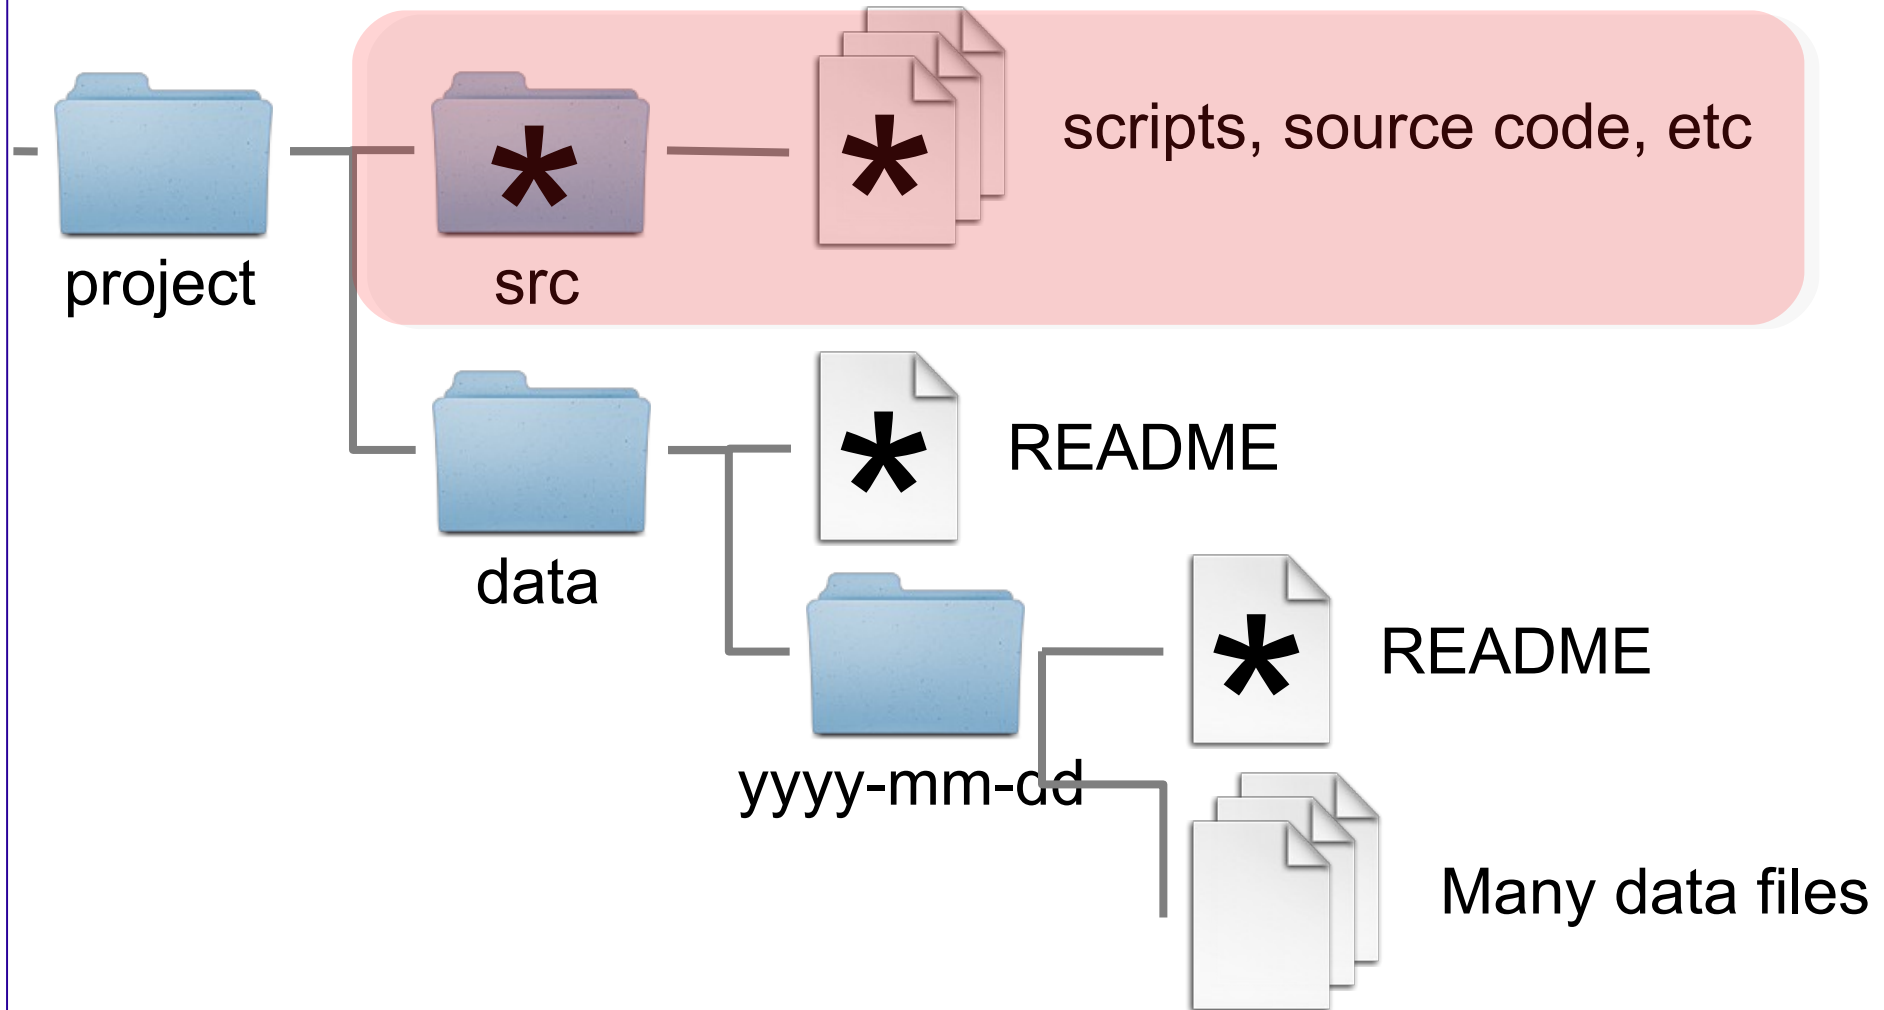 * * scripts, source code, etc
project src
* README
data
* README
yyyy-mm-dd
Many data files